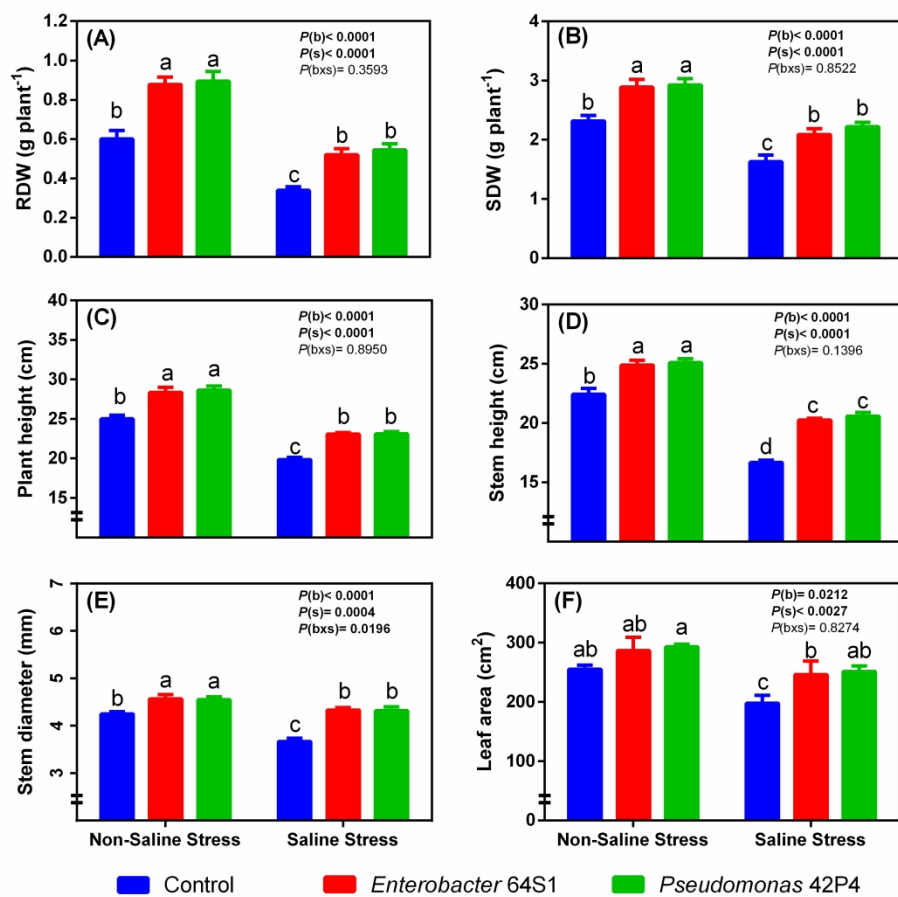 (A)
P(b)< 0.0001
P(s)< 0.0001
P(bxs)= 0.3593
RDW (g plant⁻¹)
1.2
1.0
0.8
0.6
0.4
0.2
0.0
b
a
a
c
b
b
(B)
P(b)< 0.0001
P(s)< 0.0001
P(bxs)= 0.8522
SDW (g plant⁻¹)
4
3
2
1
0
b
a
a
c
b
b
(C)
P(b)< 0.0001
P(s)< 0.0001
P(bxs)= 0.8950
Plant height (cm)
40
35
30
25
20
15
b
a
a
c
b
b
(D)
P(b)< 0.0001
P(s)< 0.0001
P(bxs)= 0.1396
Stem height (cm)
30
25
20
15
b
a
a
d
c
c
(E)
P(b)< 0.0001
P(s)= 0.0004
P(bxs)= 0.0196
Stem diameter (mm)
7
6
5
4
3
b
a
a
c
b
b
Non-Saline Stress
Saline Stress
(F)
P(b)= 0.0212
P(s)< 0.0027
P(bxs)= 0.8274
Leaf area (cm²)
400
300
200
100
0
ab
ab
a
c
b
ab
Non-Saline Stress
Saline Stress
Control
Enterobacter 64S1
Pseudomonas 42P4